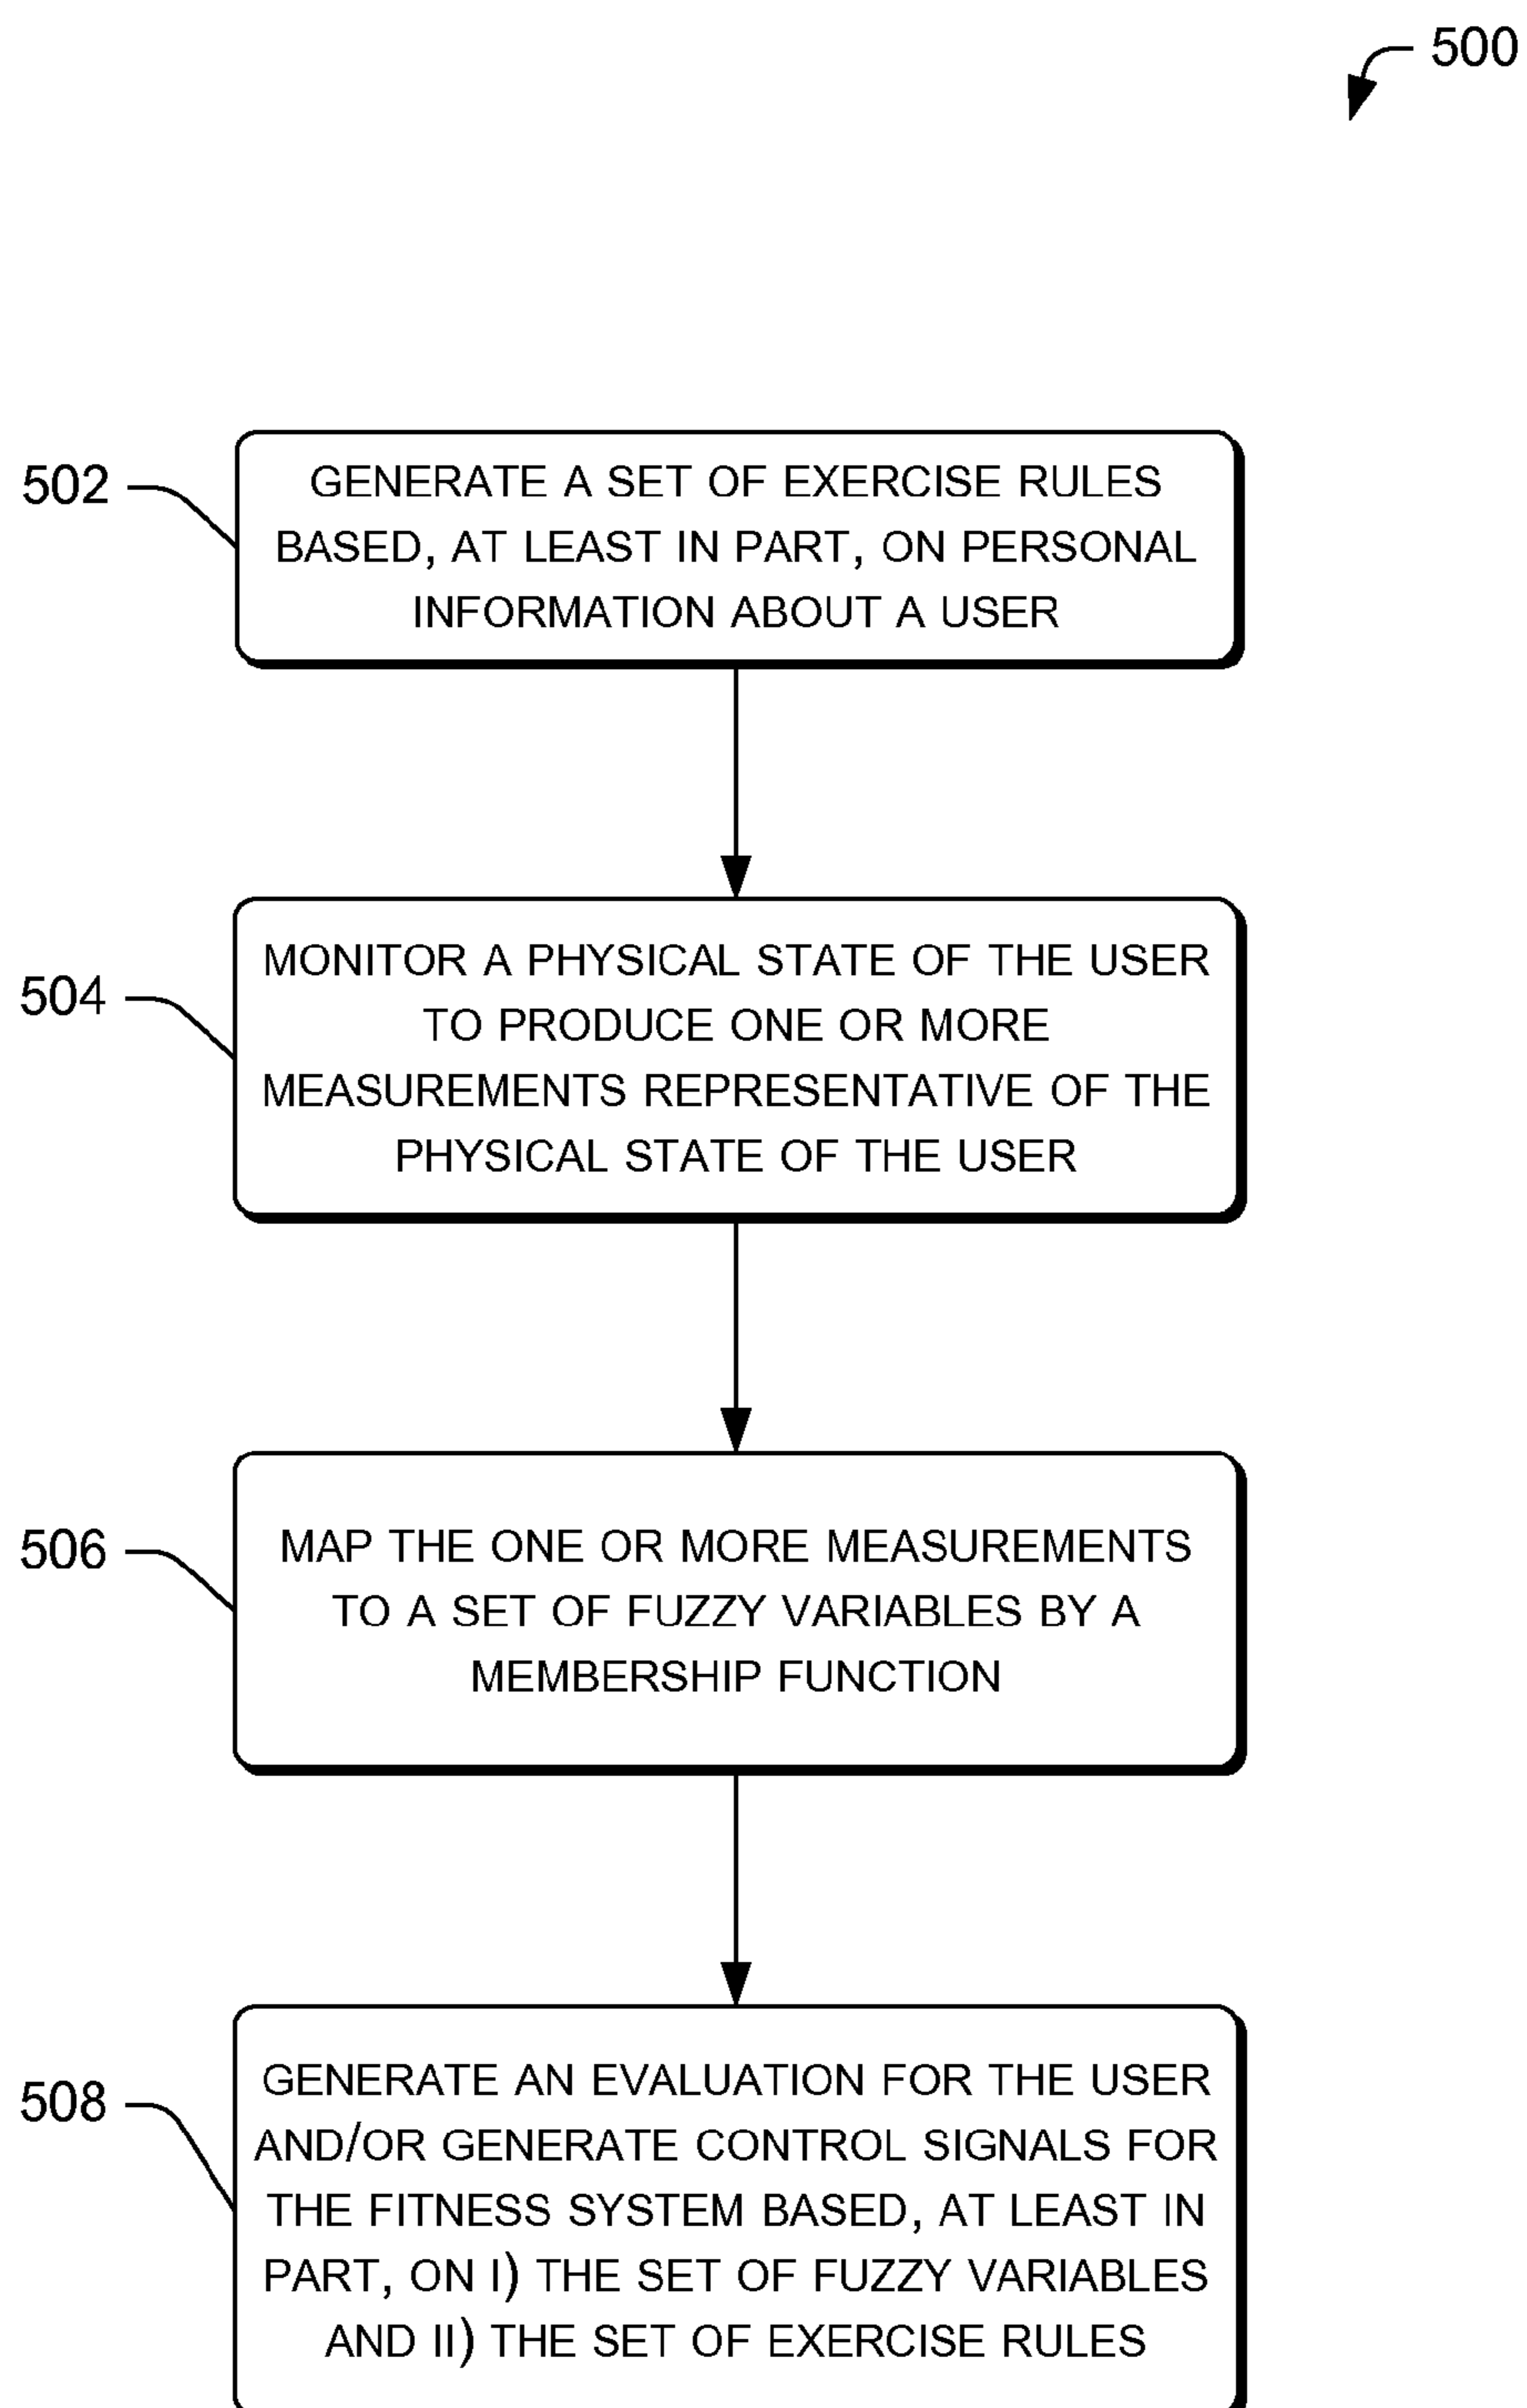 500
502
GENERATE A SET OF EXERCISE RULES
BASED, AT LEAST IN PART, ON PERSONAL
INFORMATION ABOUT A USER
504
MONITOR A PHYSICAL STATE OF THE USER
TO PRODUCE ONE OR MORE
MEASUREMENTS REPRESENTATIVE OF THE
PHYSICAL STATE OF THE USER
506
MAP THE ONE OR MORE MEASUREMENTS
TO A SET OF FUZZY VARIABLES BY A
MEMBERSHIP FUNCTION
508
GENERATE AN EVALUATION FOR THE USER
AND/OR GENERATE CONTROL SIGNALS FOR
THE FITNESS SYSTEM BASED, AT LEAST IN
PART, ON I) THE SET OF FUZZY VARIABLES
AND II) THE SET OF EXERCISE RULES